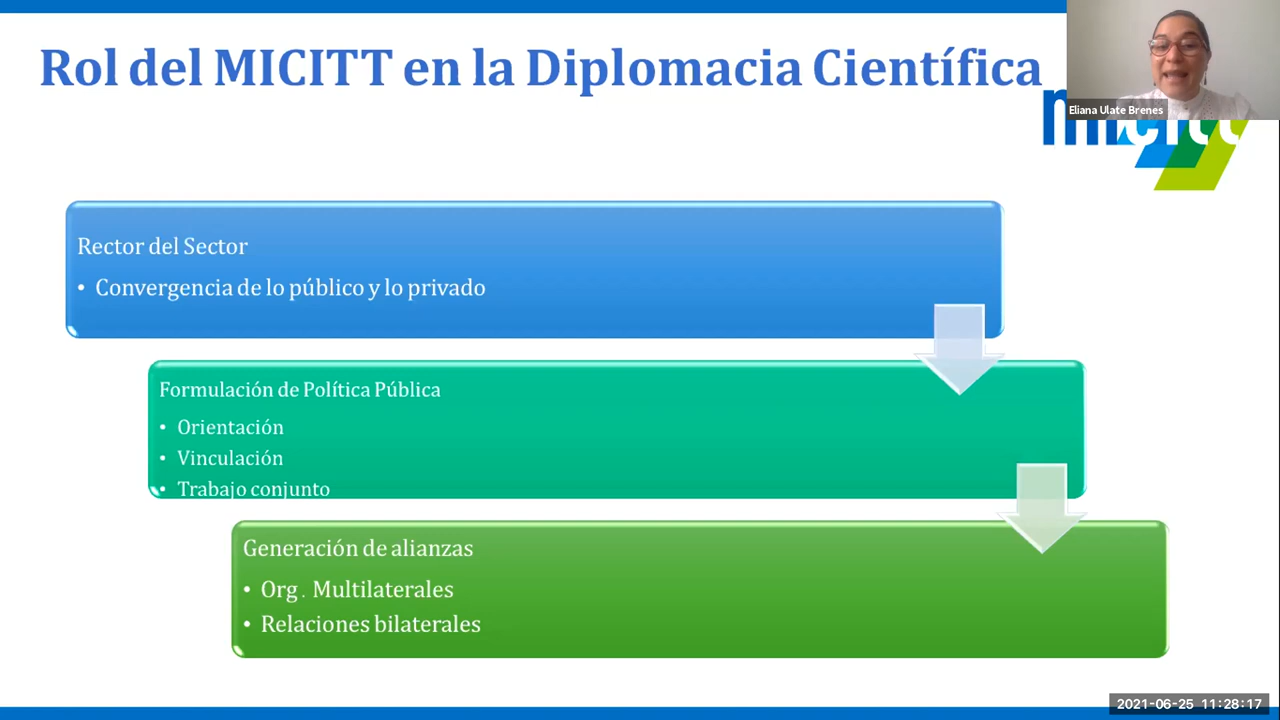 Rol del MICITT en la Diplomacia Científica
Eliana Ulate Brenes
micitt
Rector del Sector
• Convergencia de lo público y lo privado
Formulación de Política Pública
• Orientación
• Vinculación
• Trabajo conjunto
Generación de alianzas
• Org. Multilaterales
• Relaciones bilaterales
2021-06-25 11:28:17